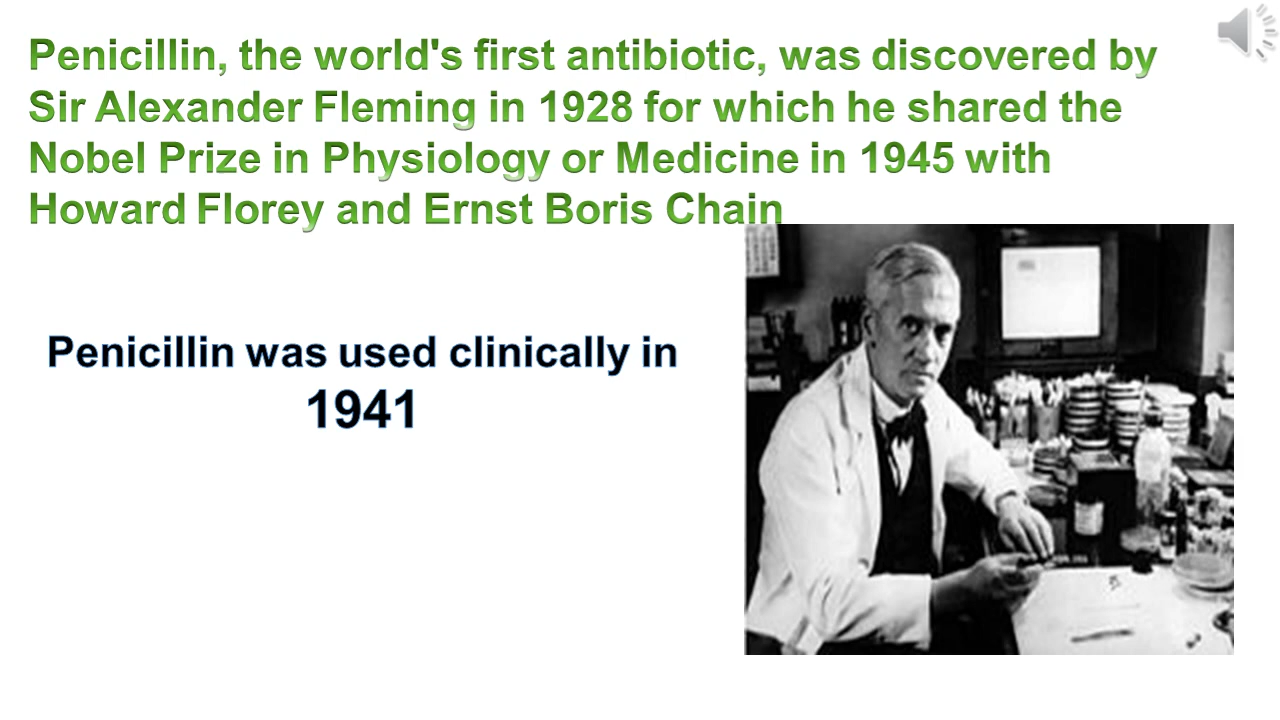 Penicillin, the world's first antibiotic, was discovered by
Sir Alexander Fleming in 1928 for which he shared the
Nobel Prize in Physiology or Medicine in 1945 with
Howard Florey and Ernst Boris Chain
Penicillin was used clinically in
1941